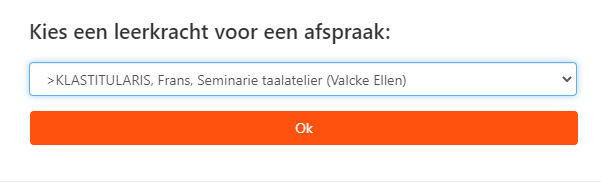 Kies een leerkracht voor een afspraak:
>KLASTITULARIS, Frans, Seminarie taalatelier (Valcke Ellen)
Ok